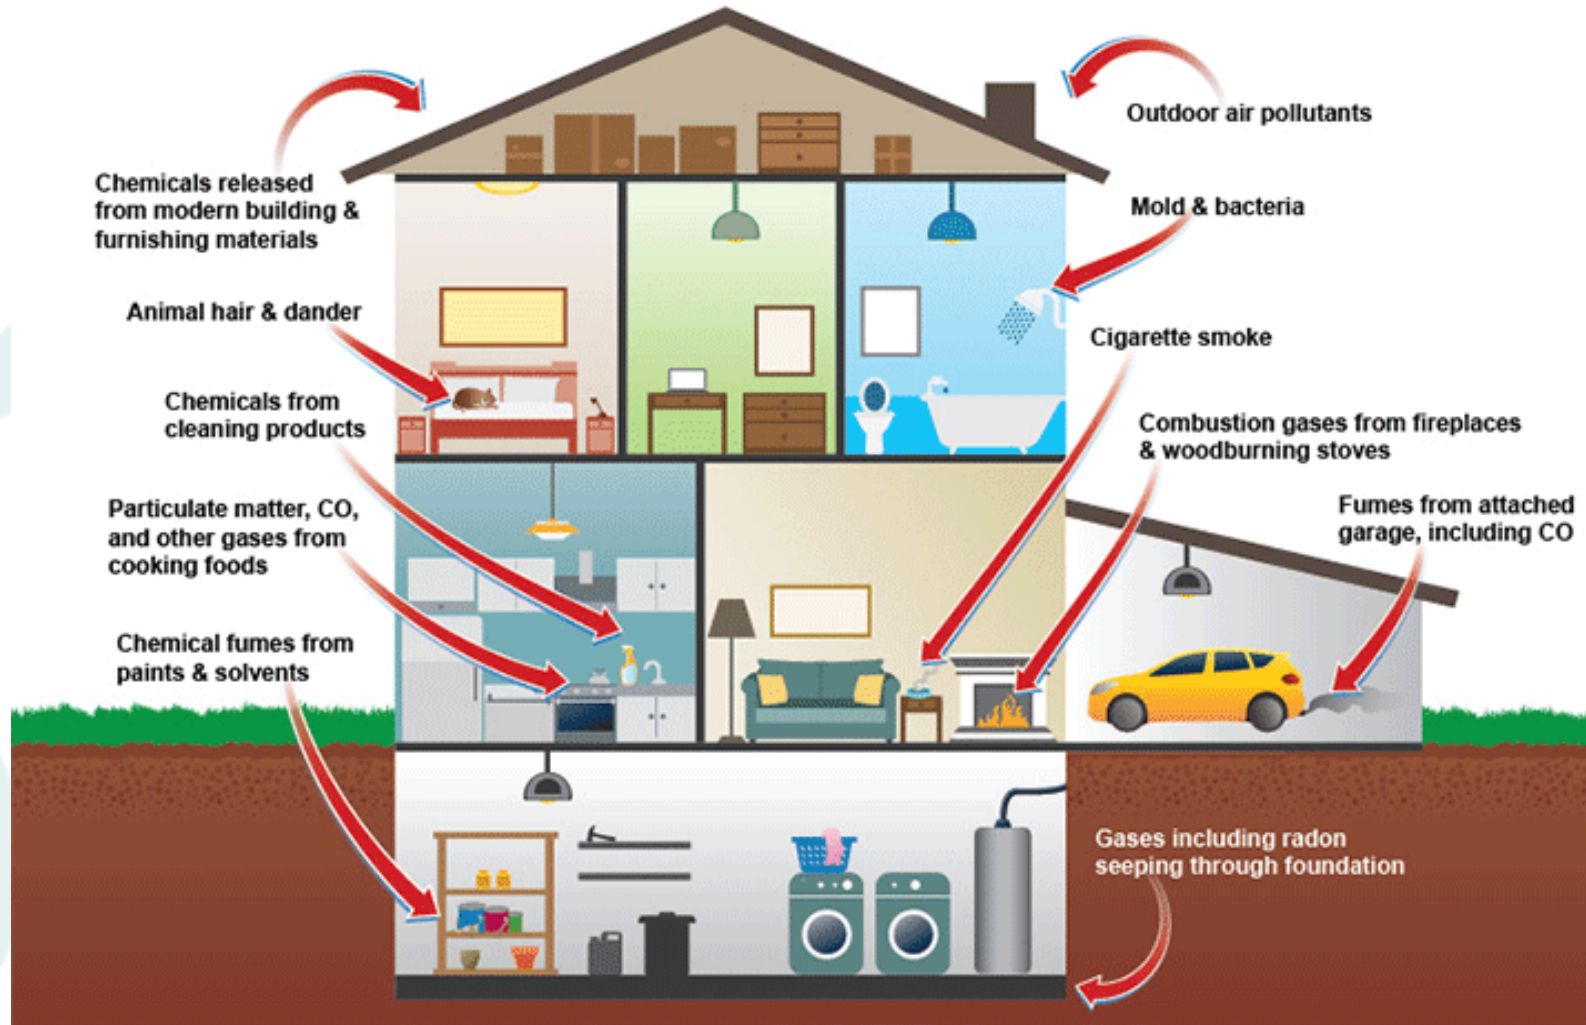 Chemicals released
from modern building &
furnishing materials
Animal hair & dander
Chemicals from
cleaning products
Particulate matter, CO,
and other gases from
cooking foods
Chemical fumes from
paints & solvents
Outdoor air pollutants
Mold & bacteria
Cigarette smoke
Combustion gases from fireplaces
& woodburning stoves
Fumes from attached
garage, including CO
Gases including radon
seeping through foundation